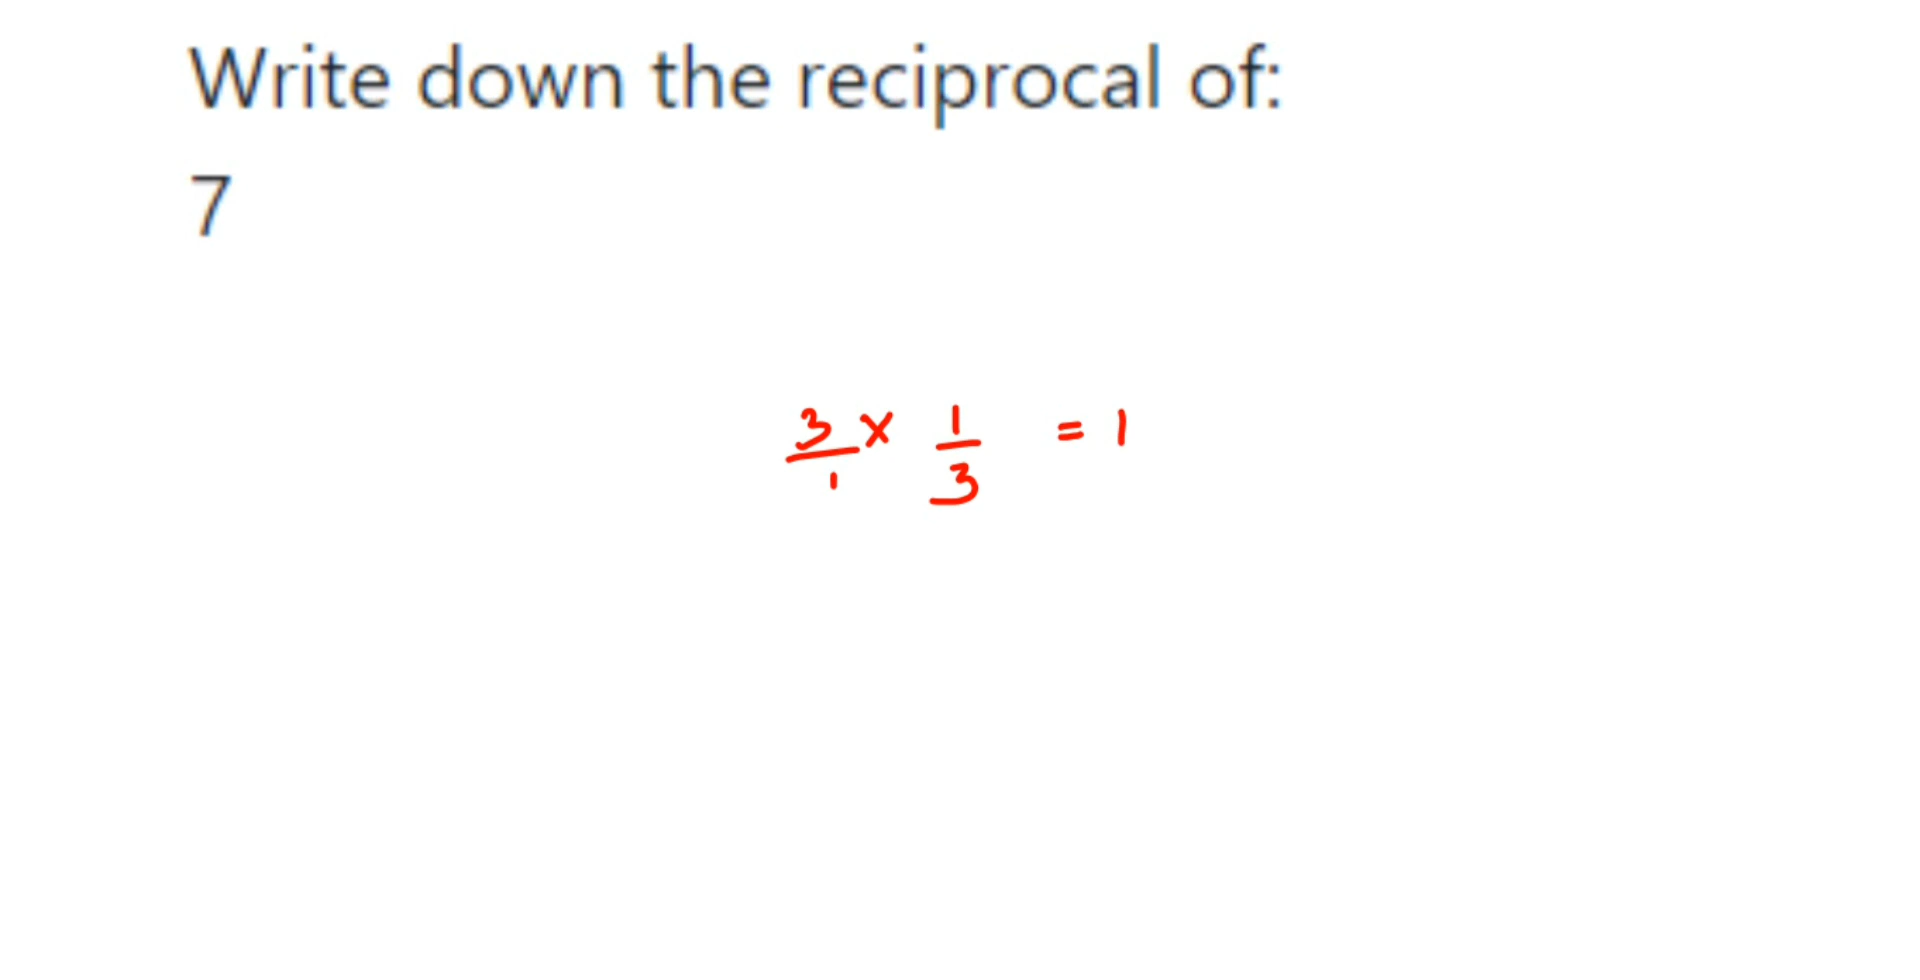 Write down the reciprocal of:
7
3/1 × 1/3 = 1